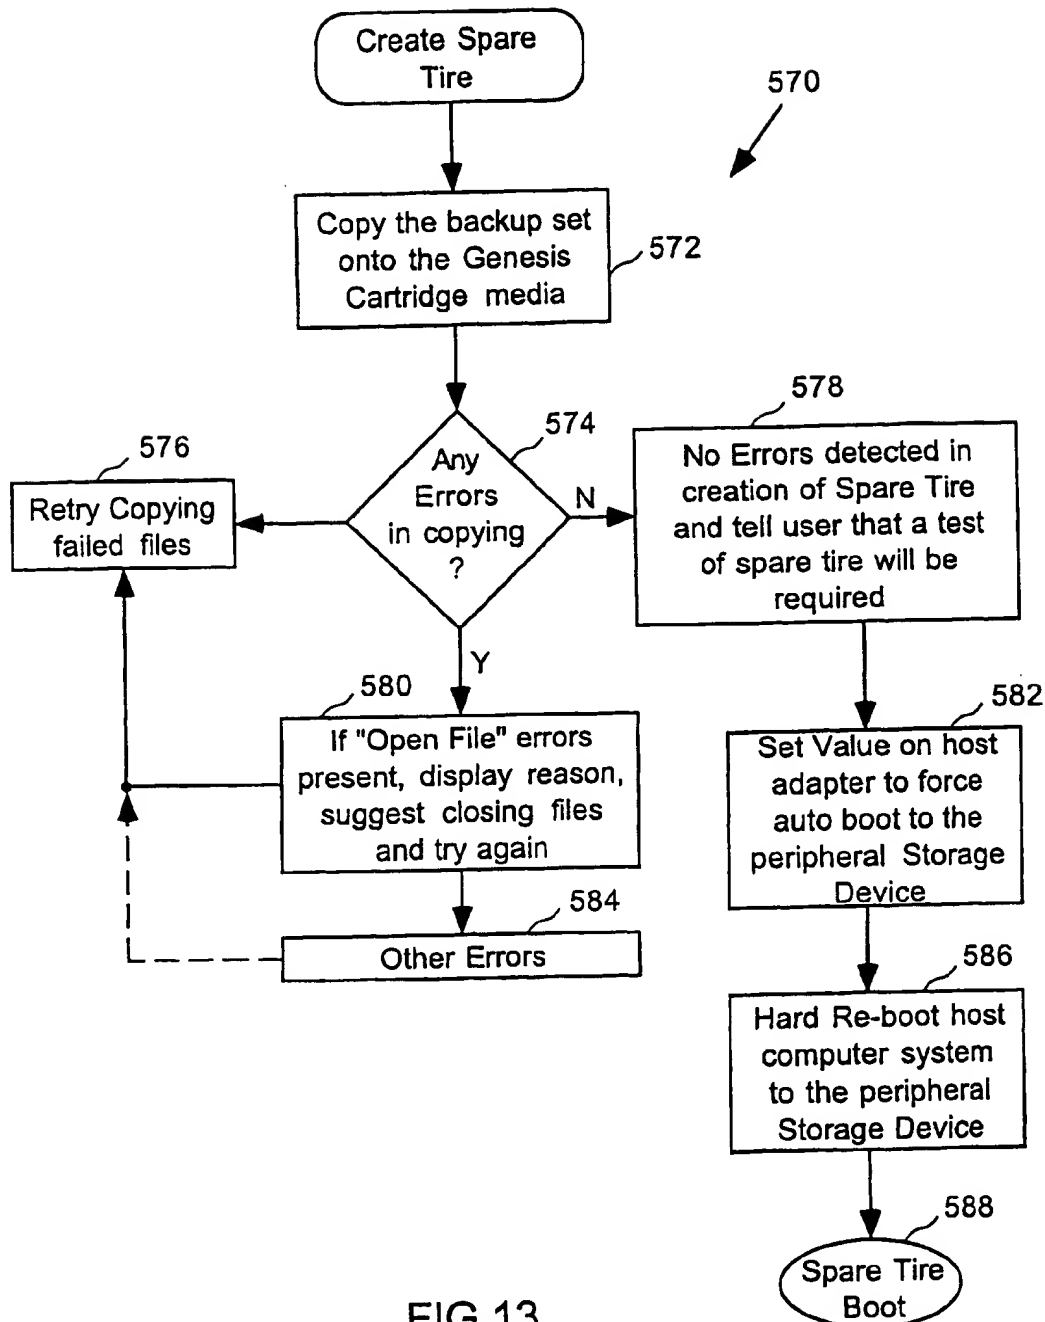 Create Spare
Tire
570
Copy the backup set
onto the Genesis
Cartridge media
572
574
Any
Errors
in copying
?
N
Y
576
Retry Copying
failed files
578
No Errors detected in
creation of Spare Tire
and tell user that a test
of spare tire will be
required
580
If "Open File" errors
present, display reason,
suggest closing files
and try again
584
Other Errors
582
Set Value on host
adapter to force
auto boot to the
peripheral Storage
Device
586
Hard Re-boot host
computer system
to the peripheral
Storage Device
588
Spare Tire
Boot
FIG.13